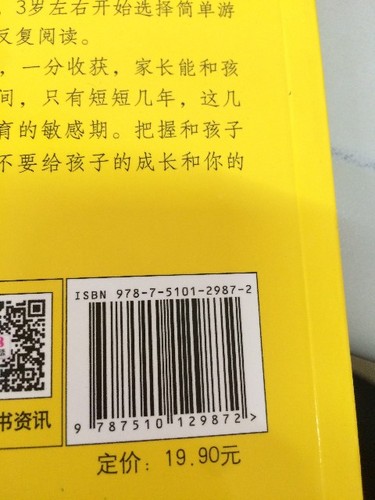 3岁左右开始选择简单游
反复阅读。
，一分收获，家长能和孩
间，只有短短几年，这几
育的敏感期。把握和孩子
不要给孩子的成长和你的
ISBN 978-7-5101-2987-2
9 787510 129872 >
书资讯
定价：19.90元